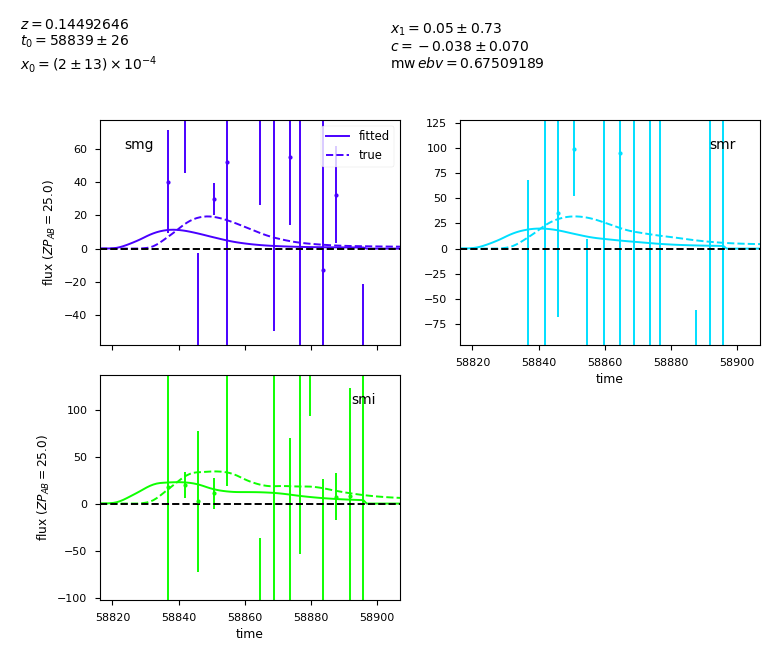 z = 0.14492646
t₀ = 58839 ± 26
x₀ = (2 ± 13) × 10⁻⁴
x₁ = 0.05 ± 0.73
c = −0.038 ± 0.070
mw ebv = 0.67509189
smg
fitted
true
60
40
20
0
−20
−40
flux (ZP_AB = 25.0)
smr
125
100
75
50
25
0
−25
−50
−75
58820 58840 58860 58880 58900
time
smi
100
50
0
−50
−100
flux (ZP_AB = 25.0)
58820 58840 58860 58880 58900
time